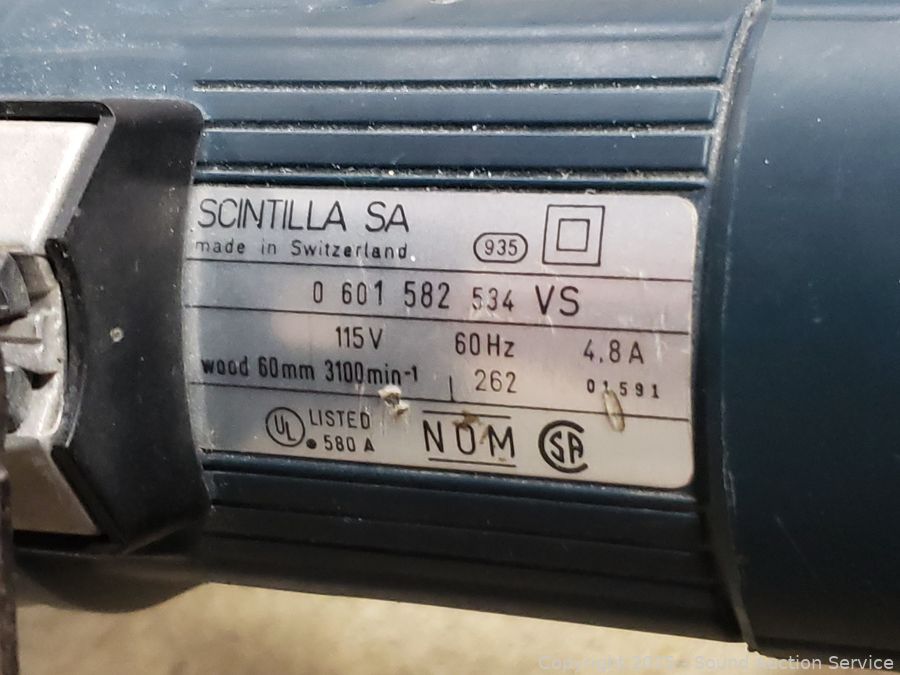 SCINTILLA SA
made in Switzerland 935
0 601 582 534 VS
115V 60Hz 4,8A
wood 60mm 3100min-1 262 01591
UL LISTED
580 A
NOM
SA
Sound Auction Service